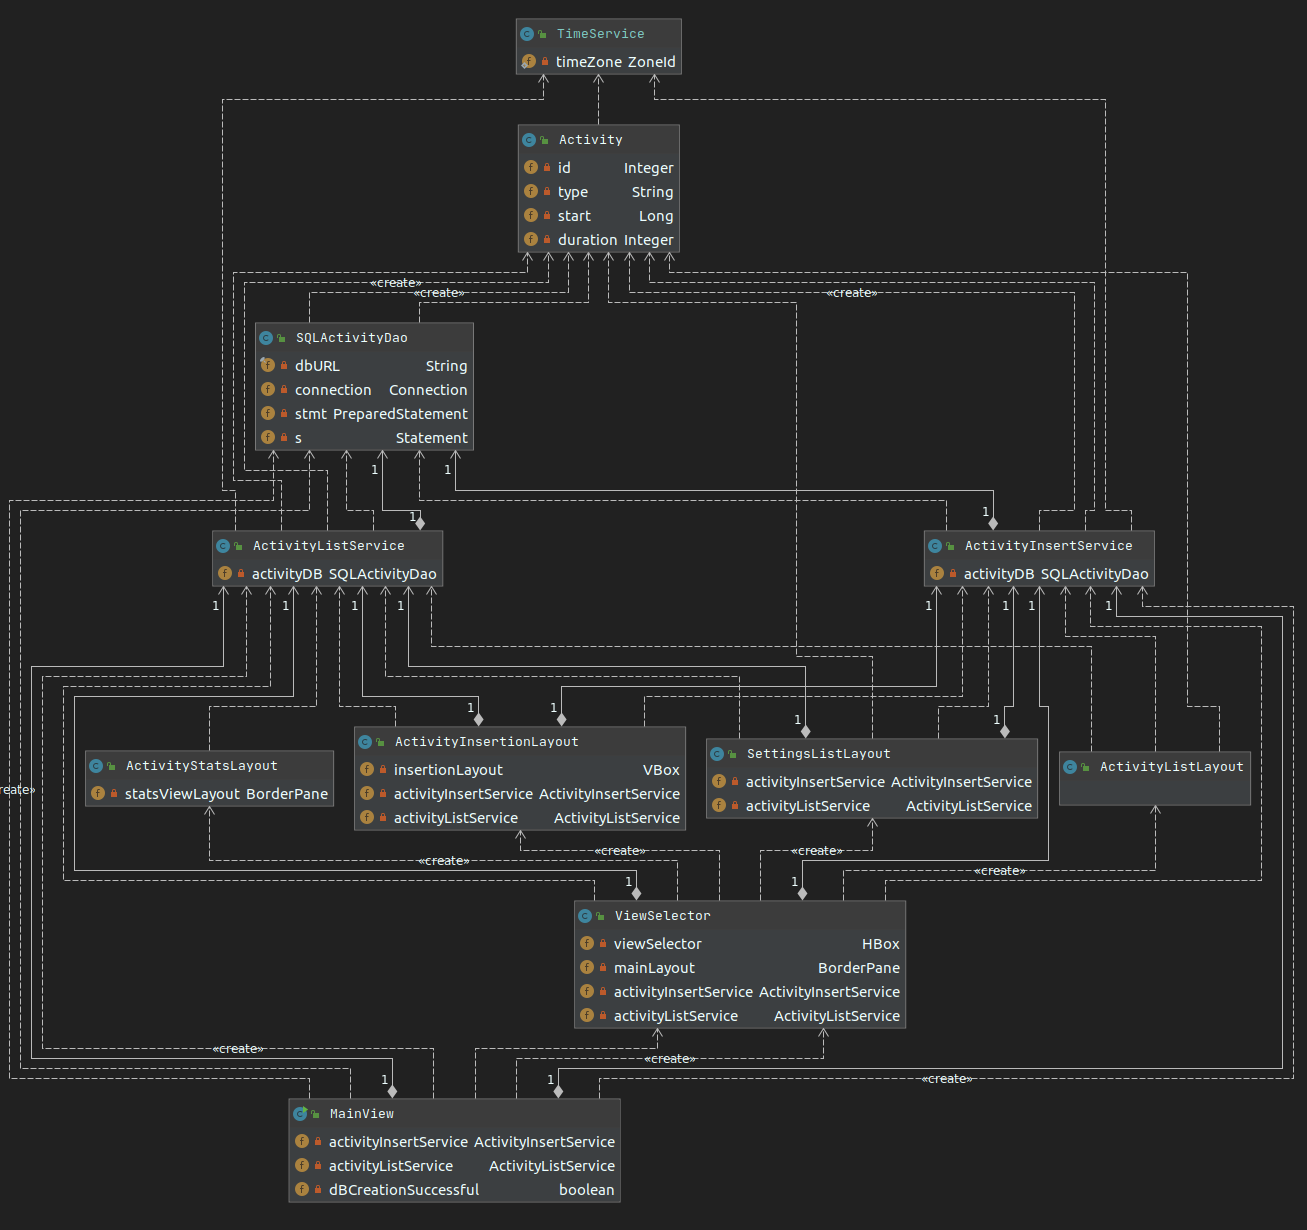 TimeService
timeZone ZoneId
Activity
id Integer
type String
start Long
duration Integer
«create»
«create»
«create»
SQLActivityDao
dbURL String
connection Connection
stmt PreparedStatement
s Statement
1
1
1
1
ActivityListService
activityDB SQLActivityDao
ActivityInsertService
activityDB SQLActivityDao
1
1
1
1
1
1
1
1
1
1
1
1
ActivityStatsLayout
statsViewLayout BorderPane
ActivityInsertionLayout
insertionLayout VBox
activityInsertService ActivityInsertService
activityListService ActivityListService
SettingsListLayout
activityInsertService ActivityInsertService
activityListService ActivityListService
ActivityListLayout
reate»
«create»
«create»
«create»
«create»
1
1
ViewSelector
viewSelector HBox
mainLayout BorderPane
activityInsertService ActivityInsertService
activityListService ActivityListService
«create»
«create»
«create»
1
1
MainView
activityInsertService ActivityInsertService
activityListService ActivityListService
dBCreationSuccessful boolean